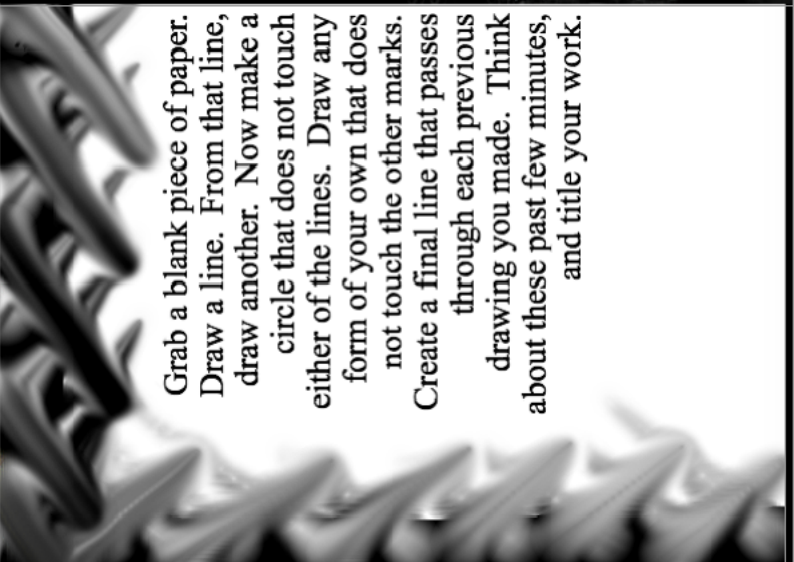 Grab a blank piece of paper.
Draw a line.  From that line,
draw another.  Now make a
circle that does not touch
either of the lines.  Draw any
form of your own that does
not touch the other marks.
Create a final line that passes
through each previous
drawing you made.  Think
about these past few minutes,
and title your work.